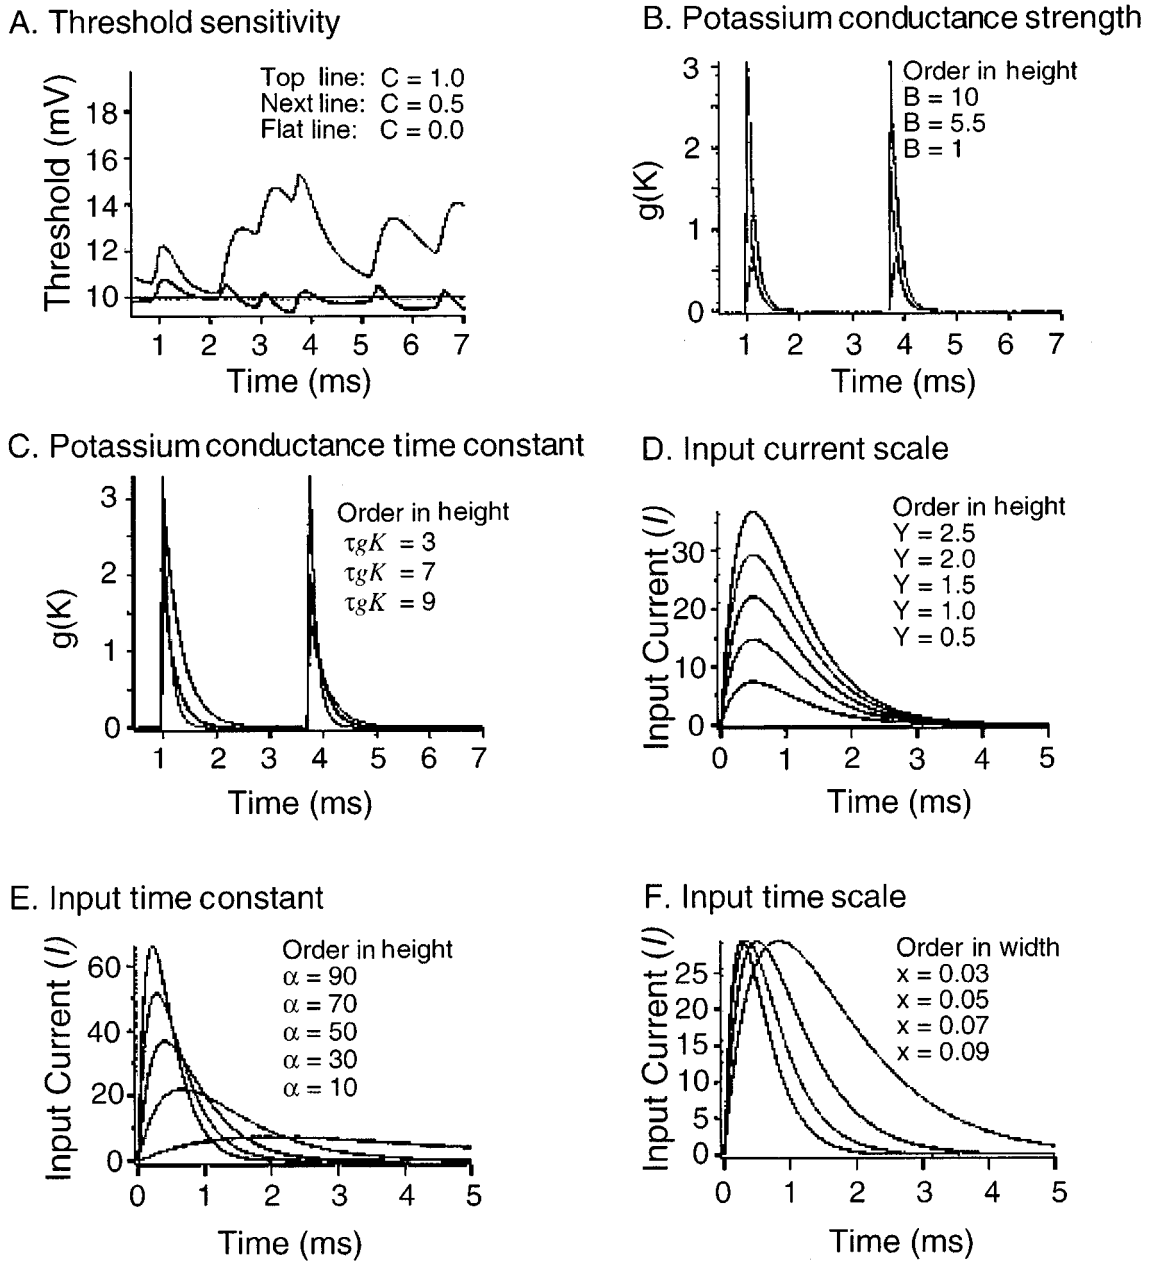 A. Threshold sensitivity
Threshold (mV)
18
16
14
12
10
Top line: C = 1.0
Next line: C = 0.5
Flat line: C = 0.0
1 2 3 4 5 6 7
Time (ms)
B. Potassium conductance strength
g(K)
3
2
1
0
Order in height
B = 10
B = 5.5
B = 1
1 2 3 4 5 6 7
Time (ms)
C. Potassium conductance time constant
g(K)
3
2
1
0
Order in height
τgK = 3
τgK = 7
τgK = 9
1 2 3 4 5 6 7
Time (ms)
D. Input current scale
Input Current (I)
30
20
10
0
Order in height
Y = 2.5
Y = 2.0
Y = 1.5
Y = 1.0
Y = 0.5
0 1 2 3 4 5
Time (ms)
E. Input time constant
Input Current (I)
60
40
20
0
Order in height
α = 90
α = 70
α = 50
α = 30
α = 10
0 1 2 3 4 5
Time (ms)
F. Input time scale
Input Current (I)
25
20
15
10
5
0
Order in width
x = 0.03
x = 0.05
x = 0.07
x = 0.09
0 1 2 3 4 5
Time (ms)